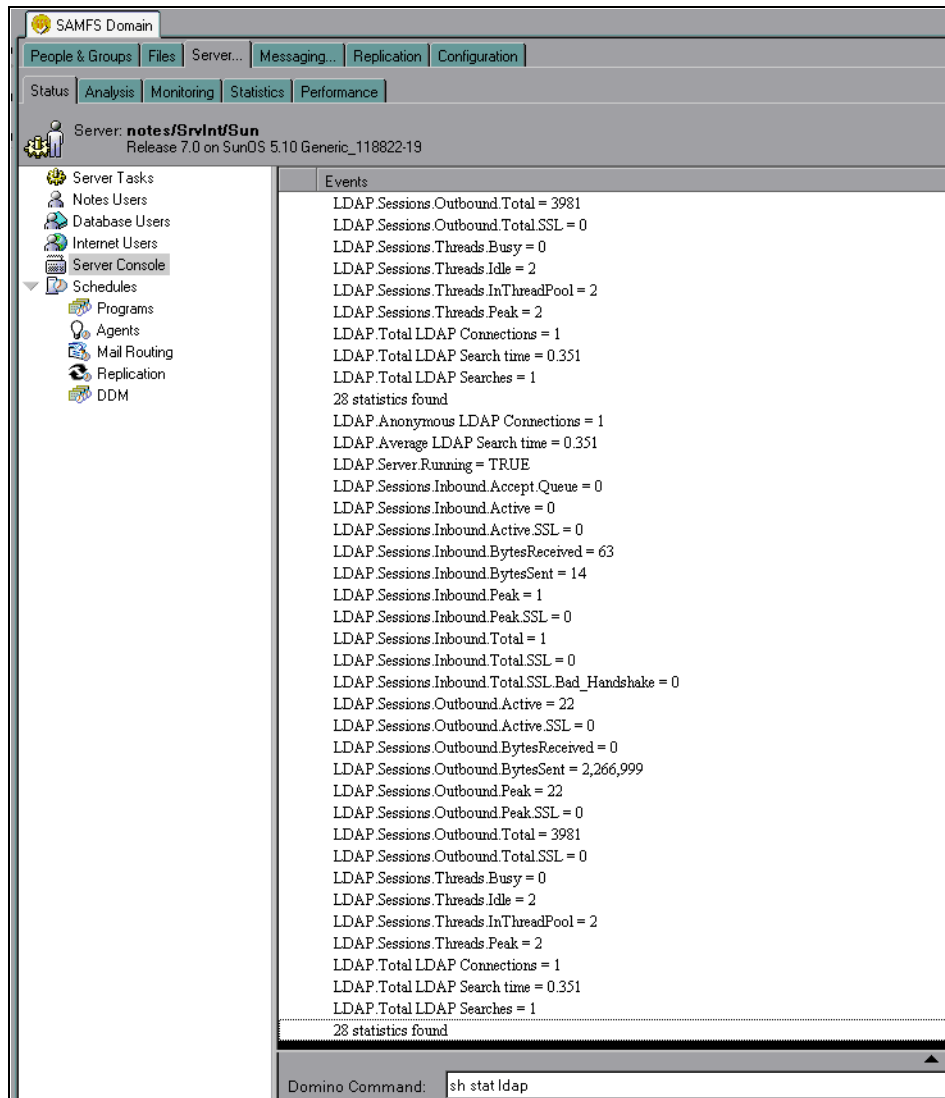 SAMFS Domain
People & Groups Files Server... Messaging... Replication Configuration
Status Analysis Monitoring Statistics Performance
Server: notes/SrvInt/Sun
Release 7.0 on SunOS 5.10 Generic_118822-19
Server Tasks
Notes Users
Database Users
Internet Users
Server Console
Schedules
Programs
Agents
Mail Routing
Replication
DDM
Events
LDAP.Sessions.Outbound.Total = 3981
LDAP.Sessions.Outbound.Total.SSL = 0
LDAP.Sessions.Threads.Busy = 0
LDAP.Sessions.Threads.Idle = 2
LDAP.Sessions.Threads.InThreadPool = 2
LDAP.Sessions.Threads.Peak = 2
LDAP.Total LDAP Connections = 1
LDAP.Total LDAP Search time = 0.351
LDAP.Total LDAP Searches = 1
28 statistics found
LDAP.Anonymous LDAP Connections = 1
LDAP.Average LDAP Search time = 0.351
LDAP.Server.Running = TRUE
LDAP.Sessions.Inbound.Accept.Queue = 0
LDAP.Sessions.Inbound.Active = 0
LDAP.Sessions.Inbound.Active.SSL = 0
LDAP.Sessions.Inbound.BytesReceived = 63
LDAP.Sessions.Inbound.BytesSent = 14
LDAP.Sessions.Inbound.Peak = 1
LDAP.Sessions.Inbound.Peak.SSL = 0
LDAP.Sessions.Inbound.Total = 1
LDAP.Sessions.Inbound.Total.SSL = 0
LDAP.Sessions.Inbound.Total.SSL.Bad_Handshake = 0
LDAP.Sessions.Outbound.Active = 22
LDAP.Sessions.Outbound.Active.SSL = 0
LDAP.Sessions.Outbound.BytesReceived = 0
LDAP.Sessions.Outbound.BytesSent = 2,266,999
LDAP.Sessions.Outbound.Peak = 22
LDAP.Sessions.Outbound.Peak.SSL = 0
LDAP.Sessions.Outbound.Total = 3981
LDAP.Sessions.Outbound.Total.SSL = 0
LDAP.Sessions.Threads.Busy = 0
LDAP.Sessions.Threads.Idle = 2
LDAP.Sessions.Threads.InThreadPool = 2
LDAP.Sessions.Threads.Peak = 2
LDAP.Total LDAP Connections = 1
LDAP.Total LDAP Search time = 0.351
LDAP.Total LDAP Searches = 1
28 statistics found
Domino Command: sh stat ldap